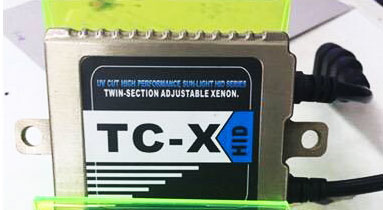 UV CUT HIGH PERFORMANCE SUN-LIGHT HID SERIES
TWIN-SECTION ADJUSTABLE XENON.
TC-X
HID